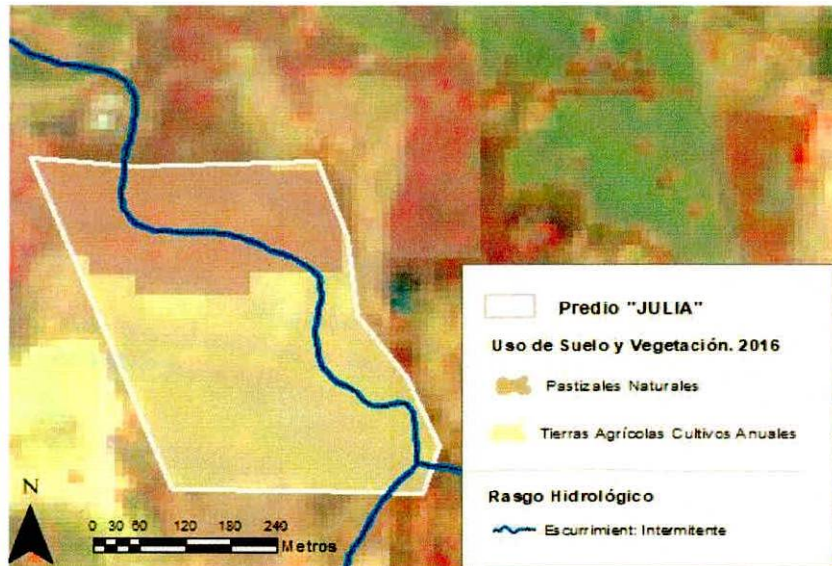 Predio "JULIA"
Uso de Suelo y Vegetación. 2016
Pastizales Naturales
Tierras Agrícolas Cultivos Anuales
Rasgo Hidrológico
Escurrimient: Intermitente
N
0 30 60 120 180 240
Metros